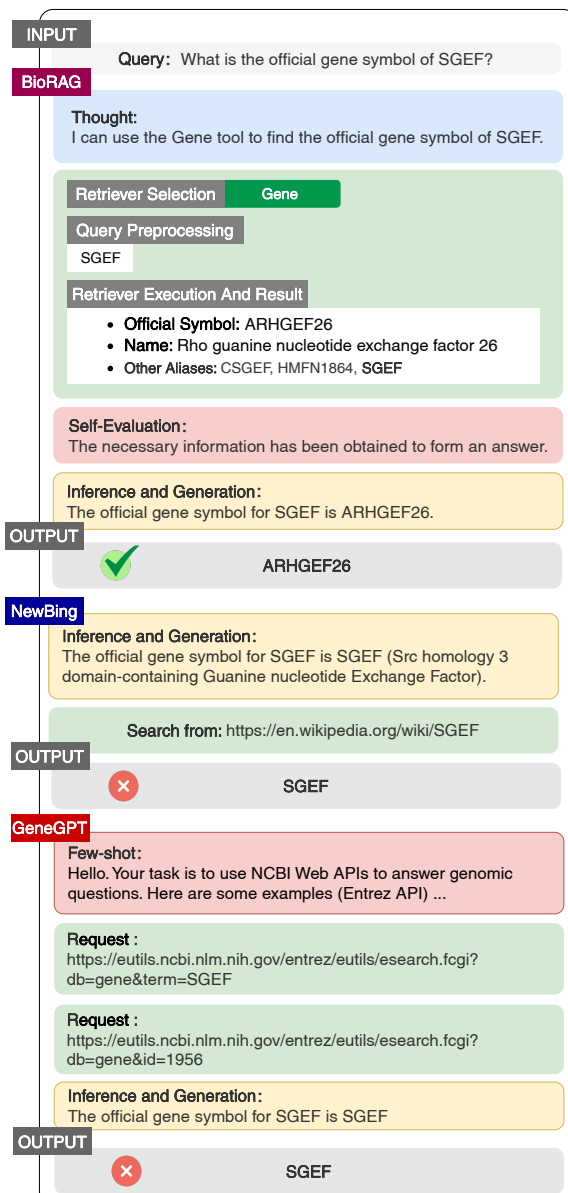 INPUT
Query: What is the official gene symbol of SGEF?
BioRAG
Thought:
I can use the Gene tool to find the official gene symbol of SGEF.
Retriever Selection Gene
Query Preprocessing
SGEF
Retriever Execution And Result
• Official Symbol: ARHGEF26
• Name: Rho guanine nucleotide exchange factor 26
• Other Aliases: CSGEF, HMFN1864, SGEF
Self-Evaluation:
The necessary information has been obtained to form an answer.
Inference and Generation:
The official gene symbol for SGEF is ARHGEF26.
OUTPUT
ARHGEF26
NewBing
Inference and Generation:
The official gene symbol for SGEF is SGEF (Src homology 3
domain-containing Guanine nucleotide Exchange Factor).
Search from: https://en.wikipedia.org/wiki/SGEF
OUTPUT
SGEF
GeneGPT
Few-shot:
Hello. Your task is to use NCBI Web APIs to answer genomic
questions. Here are some examples (Entrez API) ...
Request :
https://eutils.ncbi.nlm.nih.gov/entrez/eutils/esearch.fcgi?
db=gene&term=SGEF
Request :
https://eutils.ncbi.nlm.nih.gov/entrez/eutils/esearch.fcgi?
db=gene&id=1956
Inference and Generation:
The official gene symbol for SGEF is SGEF
OUTPUT
SGEF